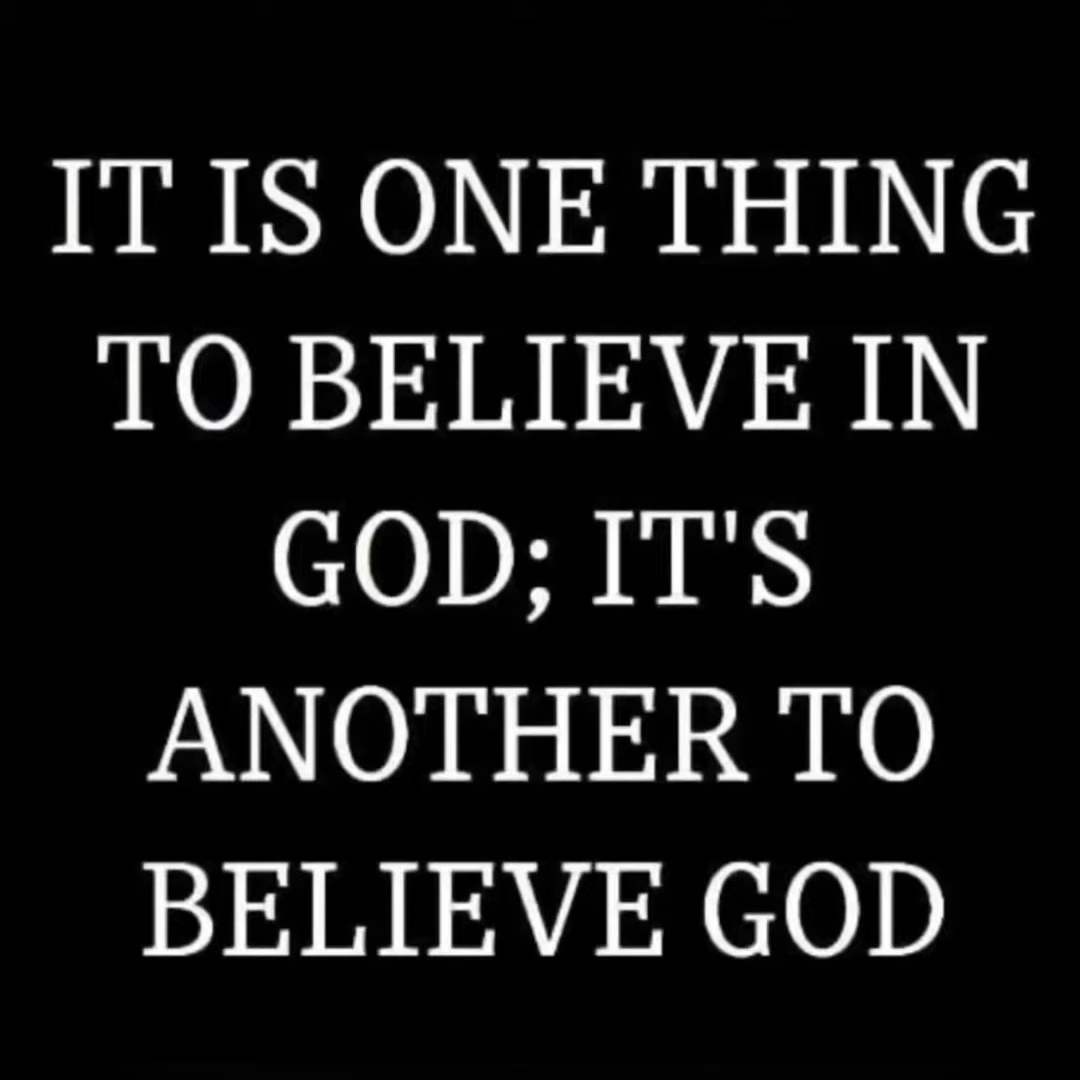 IT IS ONE THING
TO BELIEVE IN
GOD; IT'S
ANOTHER TO
BELIEVE GOD